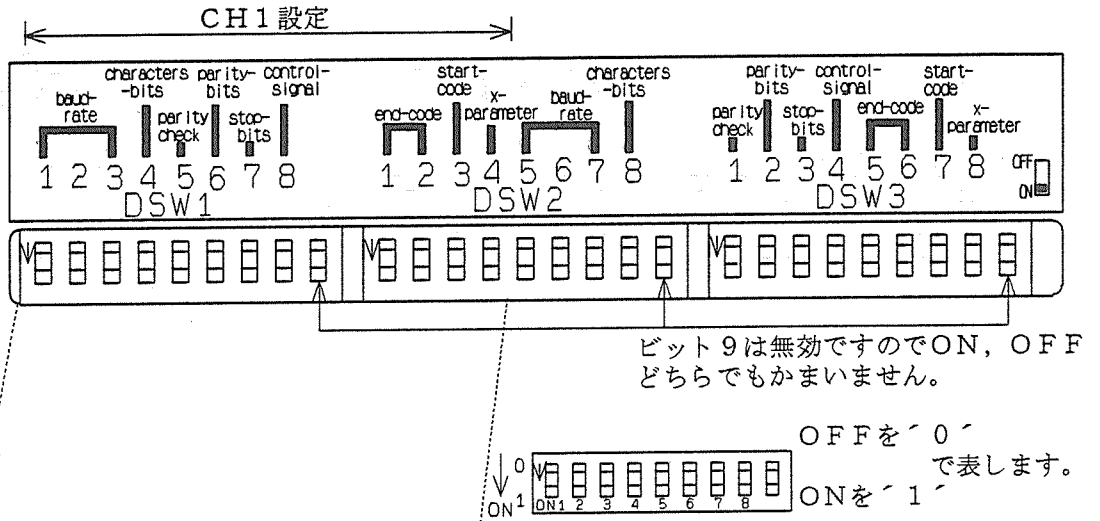 CH1設定
characters -bits
parity- bits
control- signal
baud- rate
parity check
stop- bits
1 2 3 4 5 6 7 8
DSW1
start- code
characters -bits
end-code
x- parameter
baud- rate
1 2 3 4 5 6 7 8
DSW2
parity- bits
control- signal
start- code
parity check
stop- bits
end-code
x- parameter
1 2 3 4 5 6 7 8
DSW3
OFF
ON
ビット9は無効ですのでON,OFF
どちらでもかまいません。
0
ON 1
ON 1 2 3 4 5 6 7 8
OFFを´0´
で表します。
ONを´1´